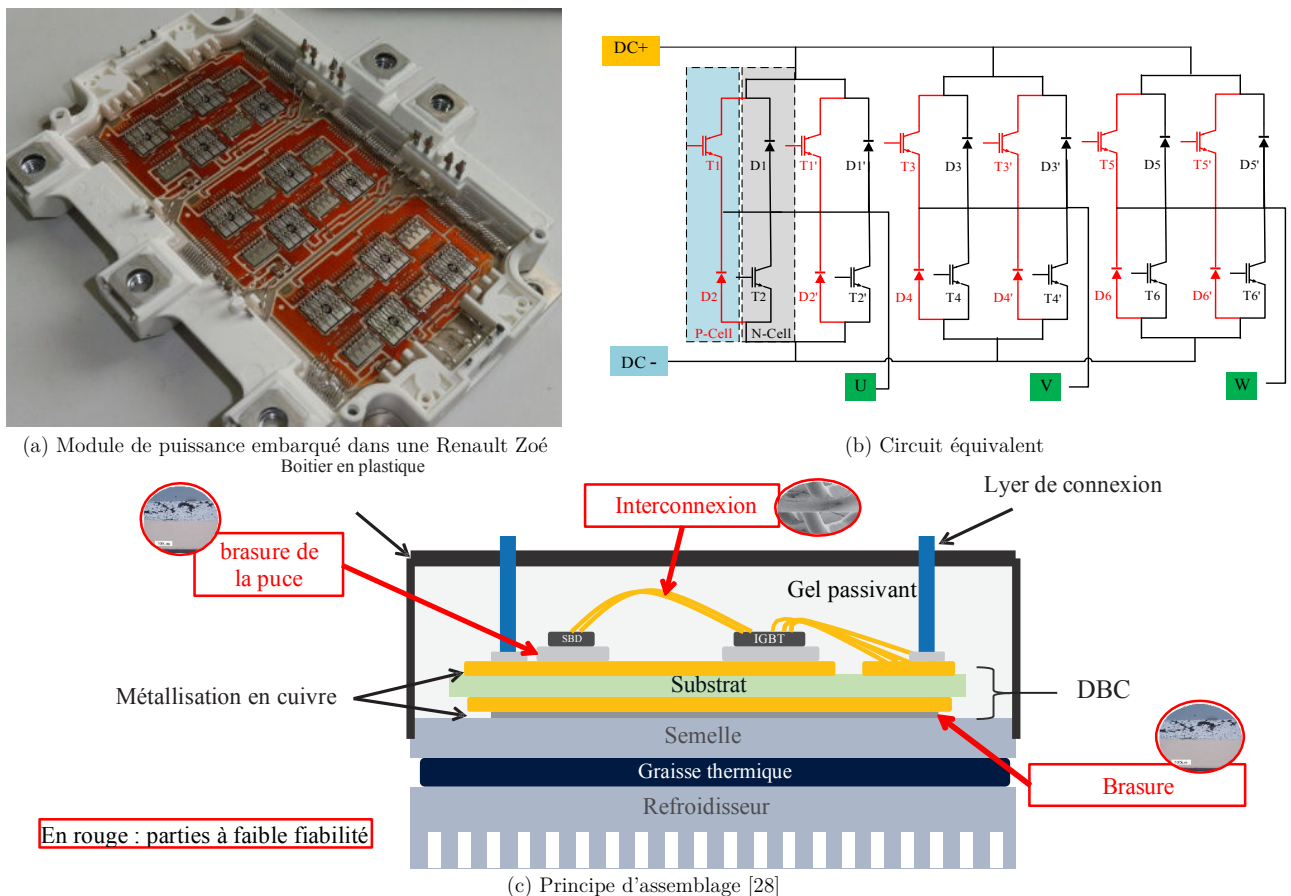 DC+
T1
D1
T1'
D1'
T3
D3
T3'
D3'
T5
D5
T5'
D5'
D2
T2
D2'
T2'
D4
T4
D4'
T4'
D6
T6
D6'
T6'
P-Cell
N-Cell
DC -
U
V
W
(a) Module de puissance embarqué dans une Renault Zoé
(b) Circuit équivalent
Boitier en plastique
Lyer de connexion
Interconnexion
brasure de
la puce
Gel passivant
SBD
IGBT
Métallisation en cuivre
Substrat
DBC
Semelle
Graisse thermique
Brasure
Refroidisseur
En rouge : parties à faible fiabilité
(c) Principe d'assemblage [28]